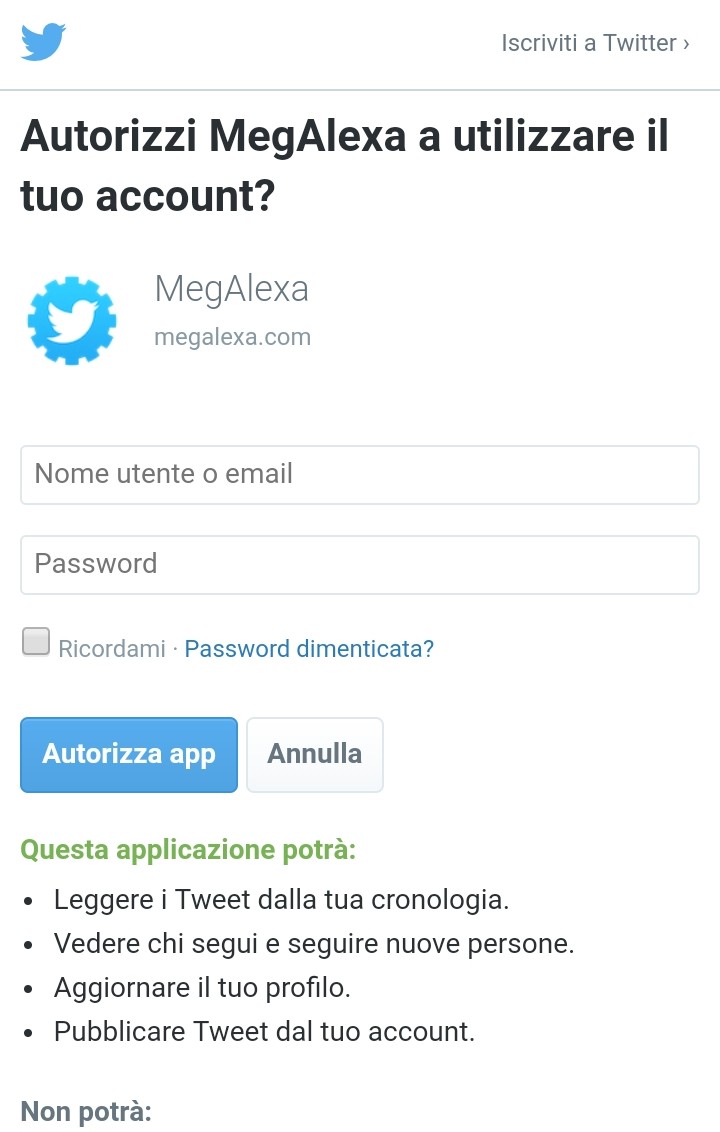 Iscriviti a Twitter ›
Autorizzi MegAlexa a utilizzare il
tuo account?
MegAlexa
megalexa.com
Nome utente o email
Password
Ricordami · Password dimenticata?
Autorizza app Annulla
Questa applicazione potrà:
• Leggere i Tweet dalla tua cronologia.
• Vedere chi segui e seguire nuove persone.
• Aggiornare il tuo profilo.
• Pubblicare Tweet dal tuo account.
Non potrà: